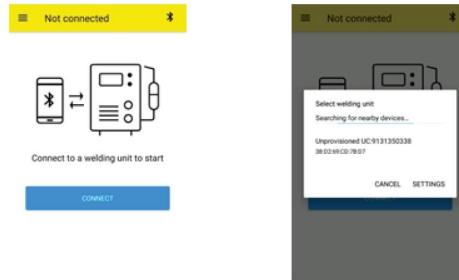 Not connected
Connect to a welding unit to start
CONNECT
Not connected
Select welding unit
Searching for nearby devices...
Unprovisioned UC:9131350338
38:D2:69:CD:7B:D7
CANCEL SETTINGS